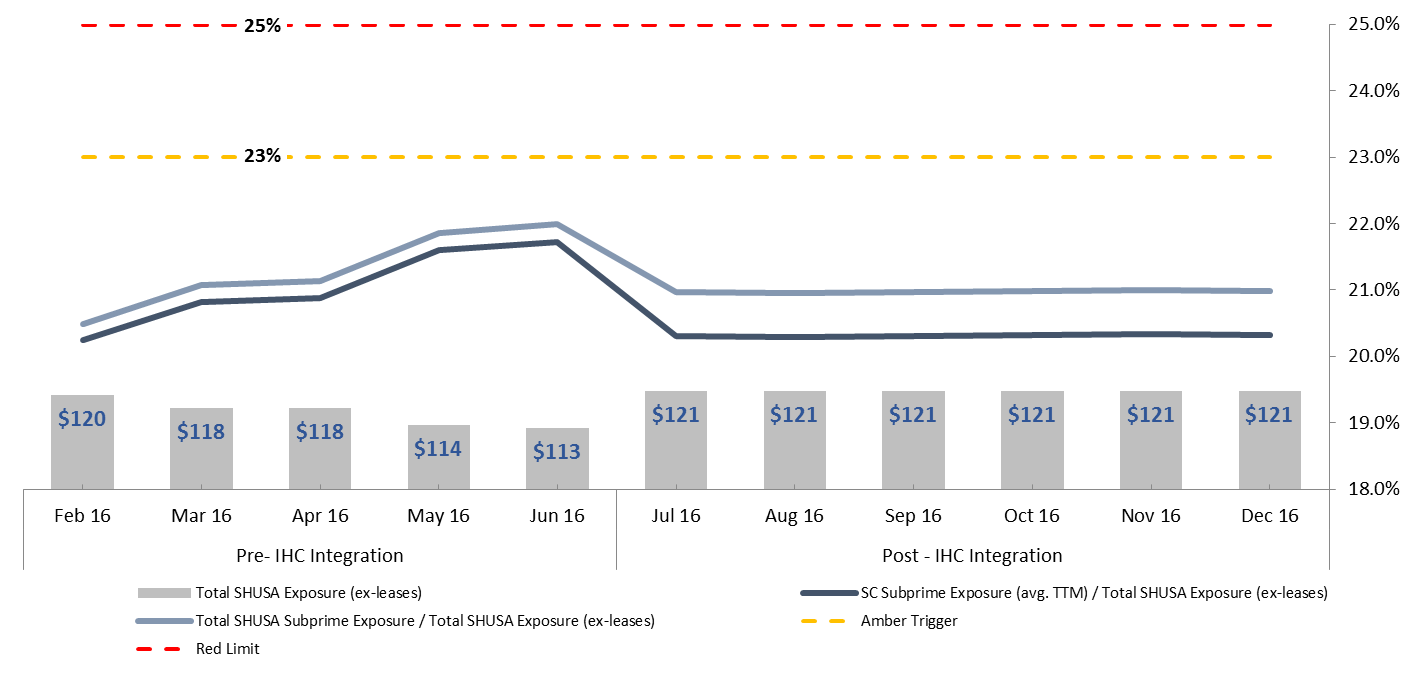 25%
25.0%
24.0%
23%
23.0%
22.0%
21.0%
20.0%
19.0%
18.0%
$120
$118
$118
$114
$113
$121
$121
$121
$121
$121
$121
Feb 16
Mar 16
Apr 16
May 16
Jun 16
Jul 16
Aug 16
Sep 16
Oct 16
Nov 16
Dec 16
Pre- IHC Integration
Post - IHC Integration
Total SHUSA Exposure (ex-leases)
SC Subprime Exposure (avg. TTM) / Total SHUSA Exposure (ex-leases)
Total SHUSA Subprime Exposure / Total SHUSA Exposure (ex-leases)
Amber Trigger
Red Limit